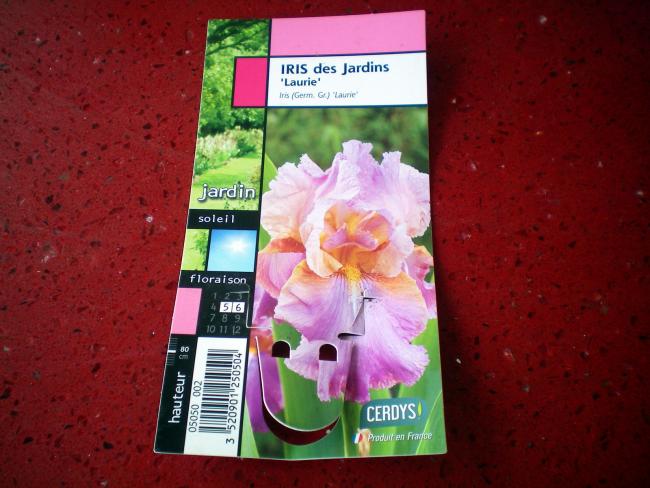 IRIS des Jardins
'Laurie'
Iris (Germ. Gr.) 'Laurie'
jardin
soleil
floraison
1 2 3
4 5 6
7 8 9
10 11 12
80
cm
hauteur
05050 002
3 520901 250504
CERDYS
Produit en France